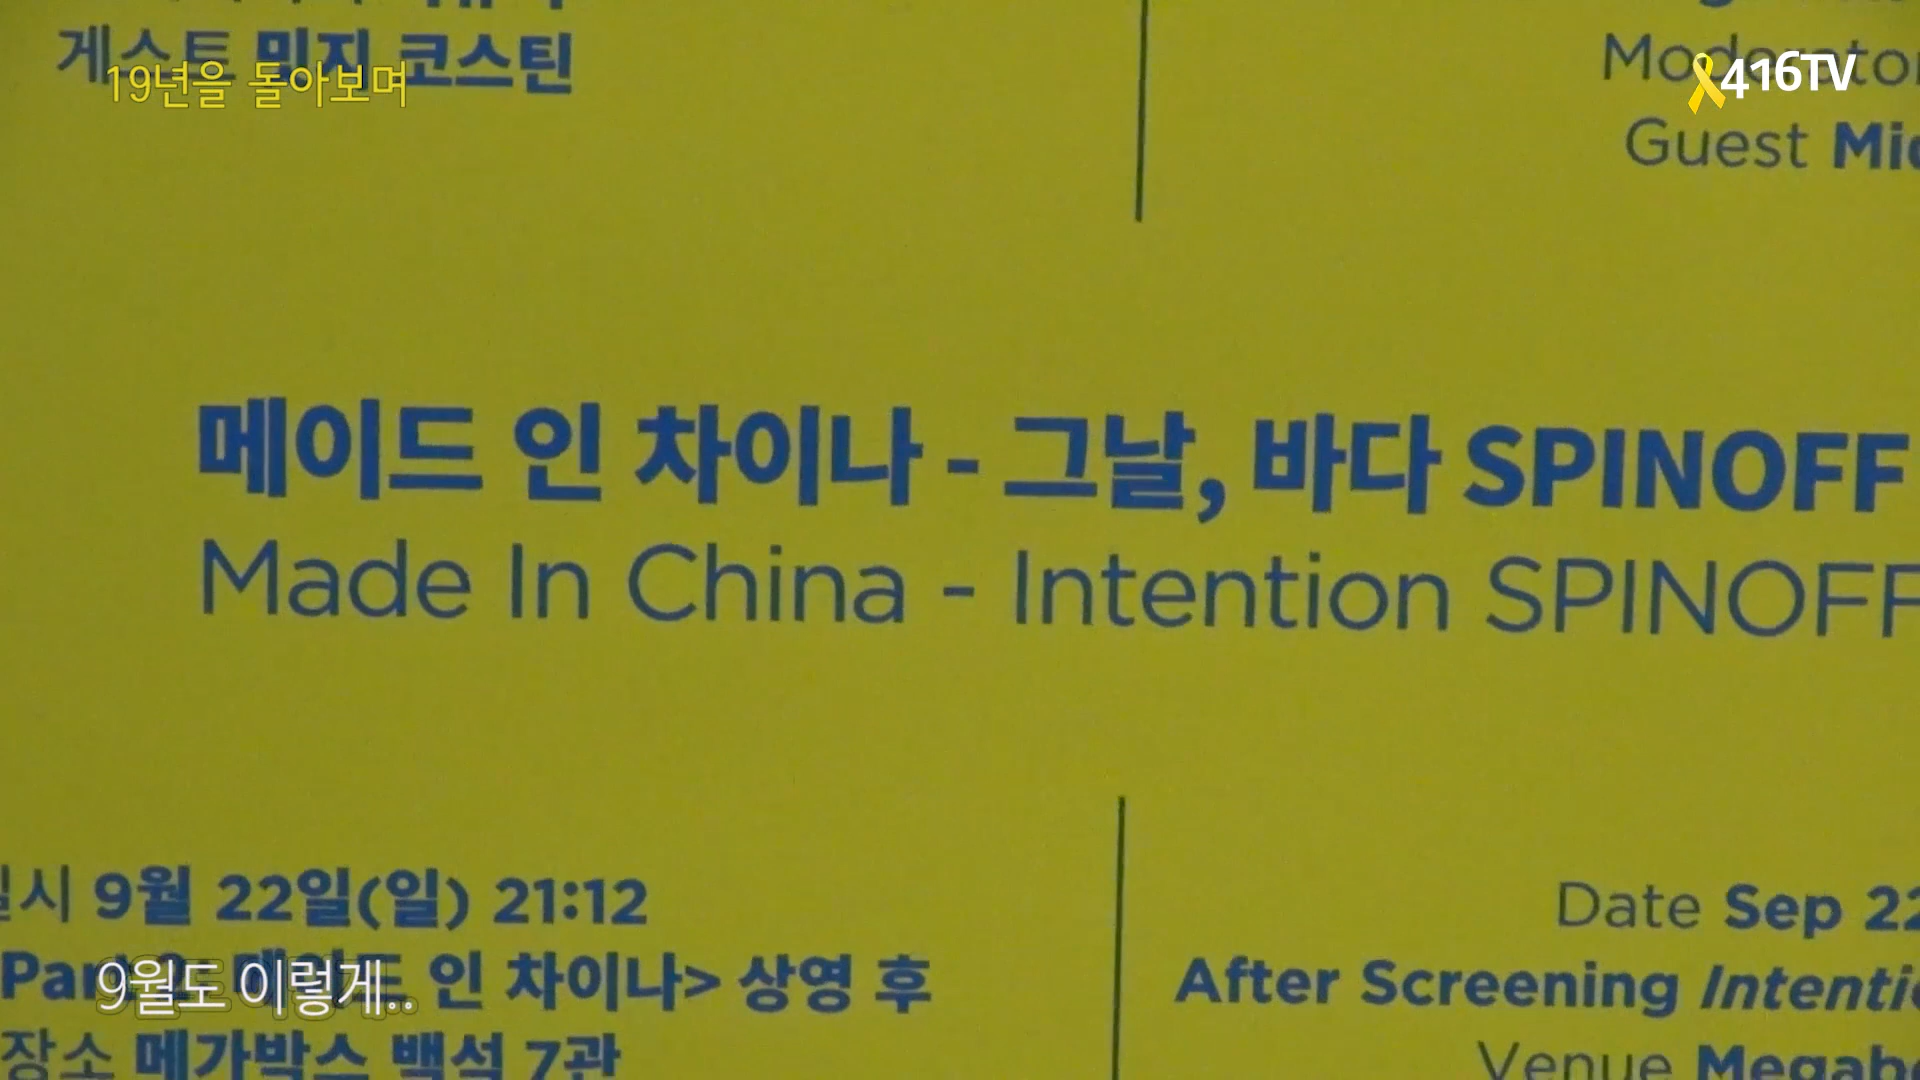 게스트 민지 코스틴
19년을 돌아보며
416TV
Guest
메이드 인 차이나 - 그날, 바다 SPINOFF
Made In China - Intention SPINOFF
9월 22일(일) 21:12
인 차이나> 상영 후
장소 메가박스 백석 7관
Date Sep 22
After Screening
Venue
9월도 이렇게..